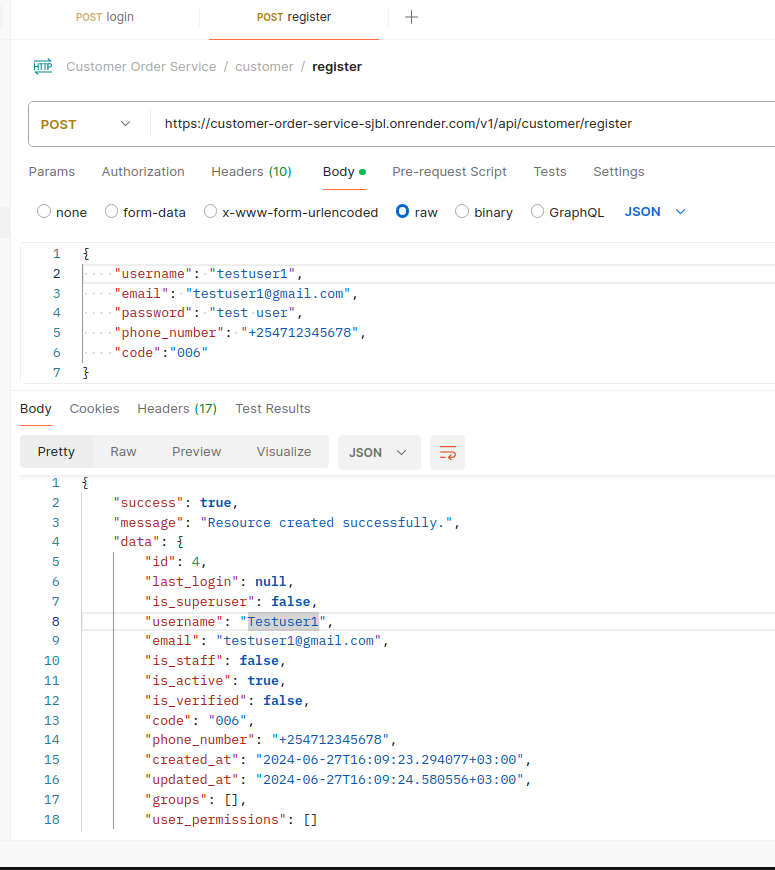 POST login POST register
HTTP Customer Order Service / customer / register
POST https://customer-order-service-sjbl.onrender.com/v1/api/customer/register
Params Authorization Headers (10) Body Pre-request Script Tests Settings
none form-data x-www-form-urlencoded raw binary GraphQL JSON
1 {
2 "username": "testuser1",
3 "email": "testuser1@gmail.com",
4 "password": "test user",
5 "phone_number": "+254712345678",
6 "code":"006"
7 }
Body Cookies Headers (17) Test Results
Pretty Raw Preview Visualize JSON
1 {
2 "success": true,
3 "message": "Resource created successfully.",
4 "data": {
5 "id": 4,
6 "last_login": null,
7 "is_superuser": false,
8 "username": "Testuser1",
9 "email": "testuser1@gmail.com",
10 "is_staff": false,
11 "is_active": true,
12 "is_verified": false,
13 "code": "006",
14 "phone_number": "+254712345678",
15 "created_at": "2024-06-27T16:09:23.294077+03:00",
16 "updated_at": "2024-06-27T16:09:24.580556+03:00",
17 "groups": [],
18 "user_permissions": []